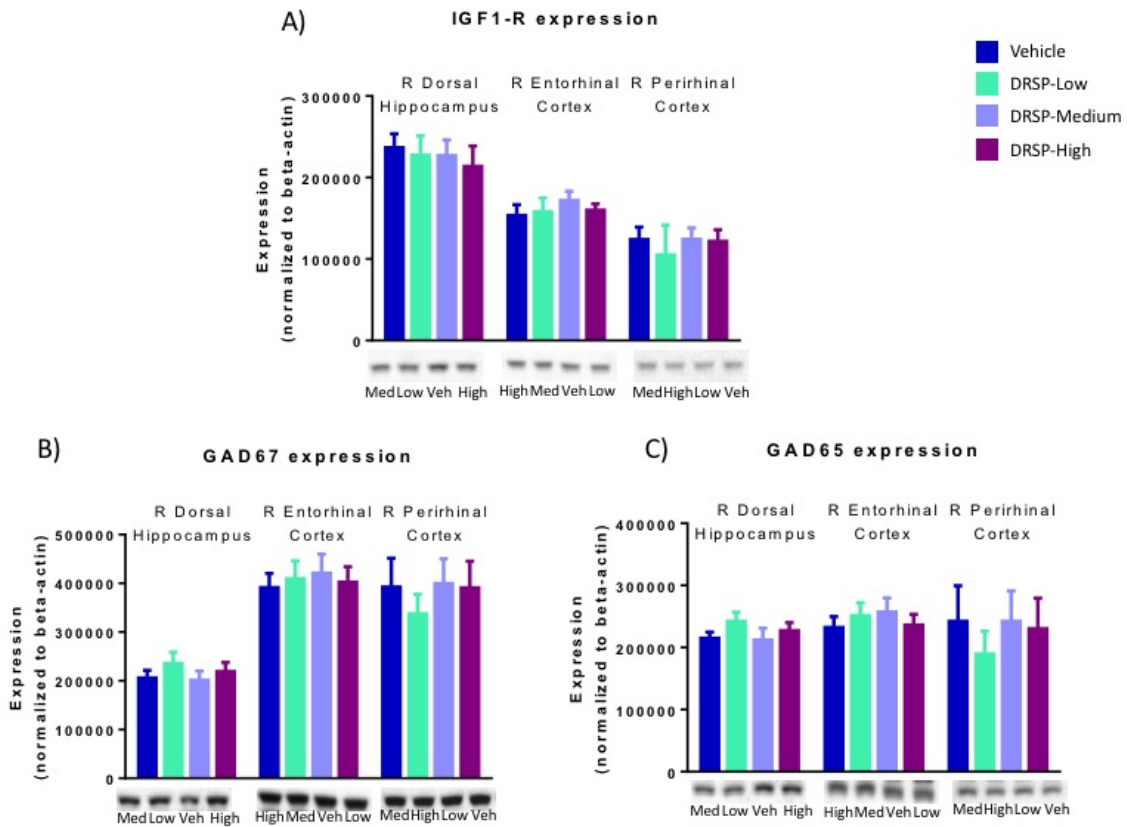 A)
IGF1-R expression
Vehicle
DRSP-Low
DRSP-Medium
DRSP-High
R Dorsal Hippocampus
R Entorhinal Cortex
R Perirhinal Cortex
Expression
(normalized to beta-actin)
300000
200000
100000
0
Med Low Veh High
High Med Veh Low
Med High Low Veh
B)
GAD67 expression
R Dorsal Hippocampus
R Entorhinal Cortex
R Perirhinal Cortex
Expression
(normalized to beta-actin)
500000
400000
300000
200000
100000
0
Med Low Veh High
High Med Veh Low
Med High Low Veh
C)
GAD65 expression
R Dorsal Hippocampus
R Entorhinal Cortex
R Perirhinal Cortex
Expression
(normalized to beta-actin)
400000
300000
200000
100000
0
Med Low Veh High
High Med Veh Low
Med High Low Veh